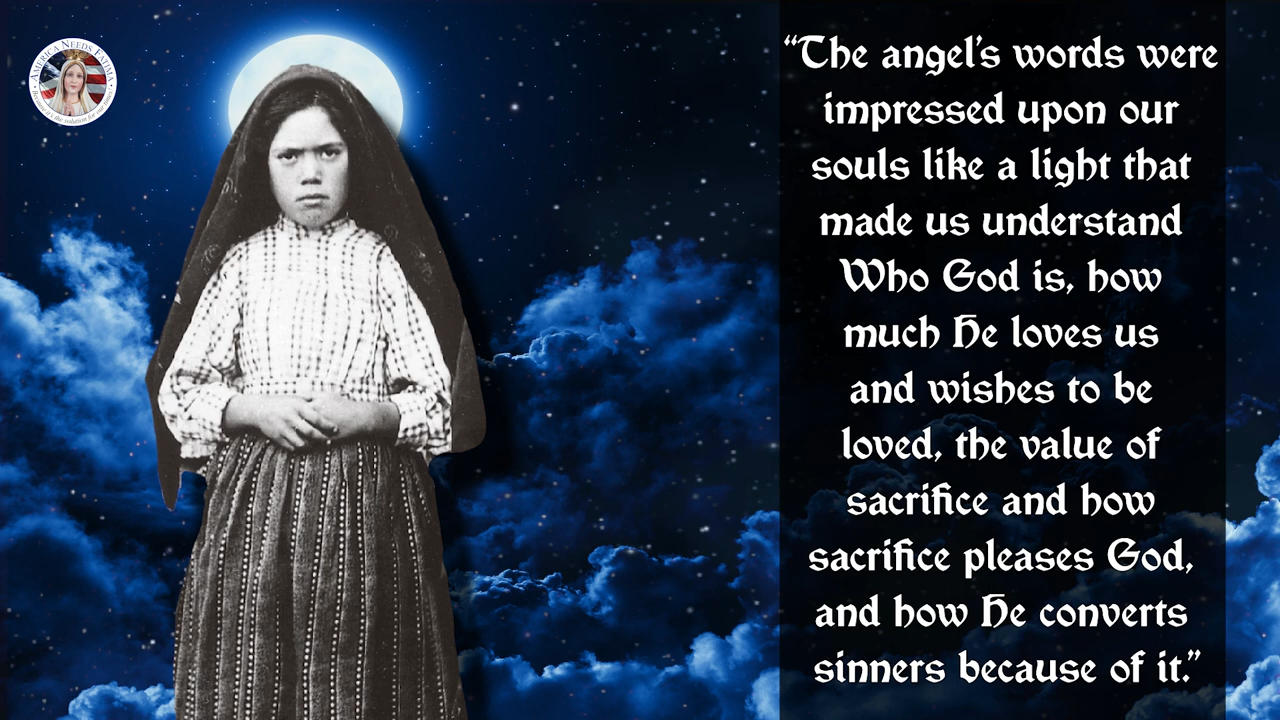 AMERICA NEEDS FATIMA
“The angel’s words were
impressed upon our
souls like a light that
made us understand
Who God is, how
much He loves us
and wishes to be
loved, the value of
sacrifice and how
sacrifice pleases God,
and how He converts
sinners because of it.”